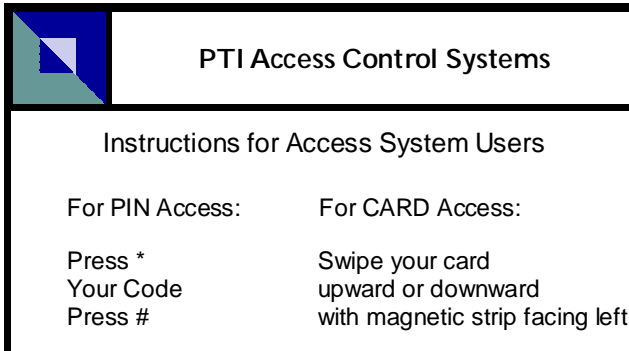 PTI Access Control Systems
Instructions for Access System Users
For PIN Access: For CARD Access:
Press * Swipe your card
Your Code upward or downward
Press # with magnetic strip facing left